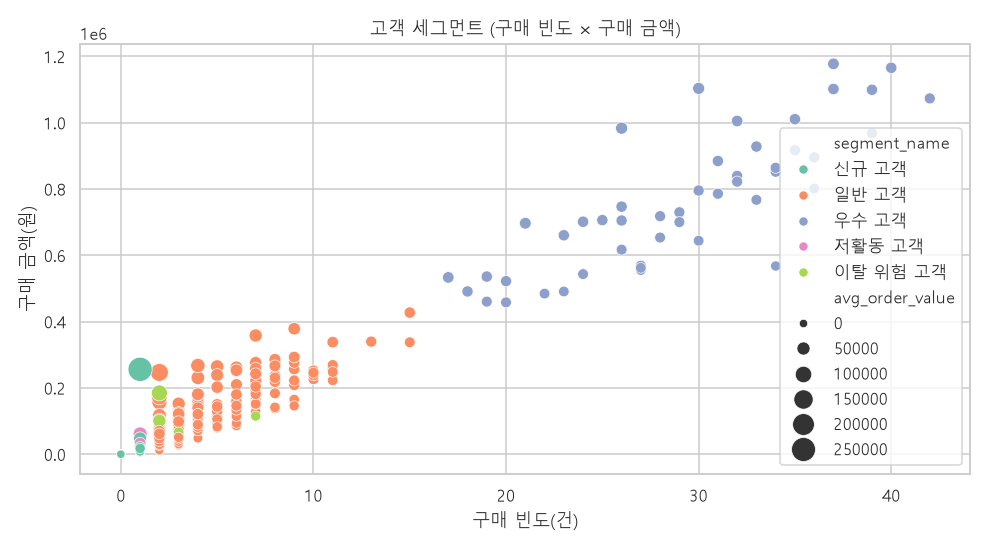 고객 세그먼트 (구매 빈도 × 구매 금액)
1e6
1.2
1.0
0.8
0.6
0.4
0.2
0.0
구매 금액(원)
segment_name
신규 고객
일반 고객
우수 고객
저활동 고객
이탈 위험 고객
avg_order_value
0
50000
100000
150000
200000
250000
0
10
20
30
40
구매 빈도(건)